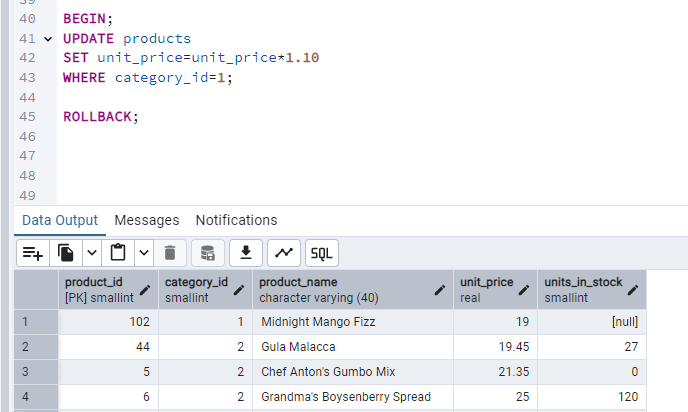 39
40 BEGIN;
41 UPDATE products
42 SET unit_price=unit_price*1.10
43 WHERE category_id=1;
44
45 ROLLBACK;
46
47
48
49
Data Output Messages Notifications
SQL
product_id category_id product_name unit_price units_in_stock
[PK] smallint smallint character varying (40) real smallint
1 102 1 Midnight Mango Fizz 19 [null]
2 44 2 Gula Malacca 19.45 27
3 5 2 Chef Anton's Gumbo Mix 21.35 0
4 6 2 Grandma's Boysenberry Spread 25 120